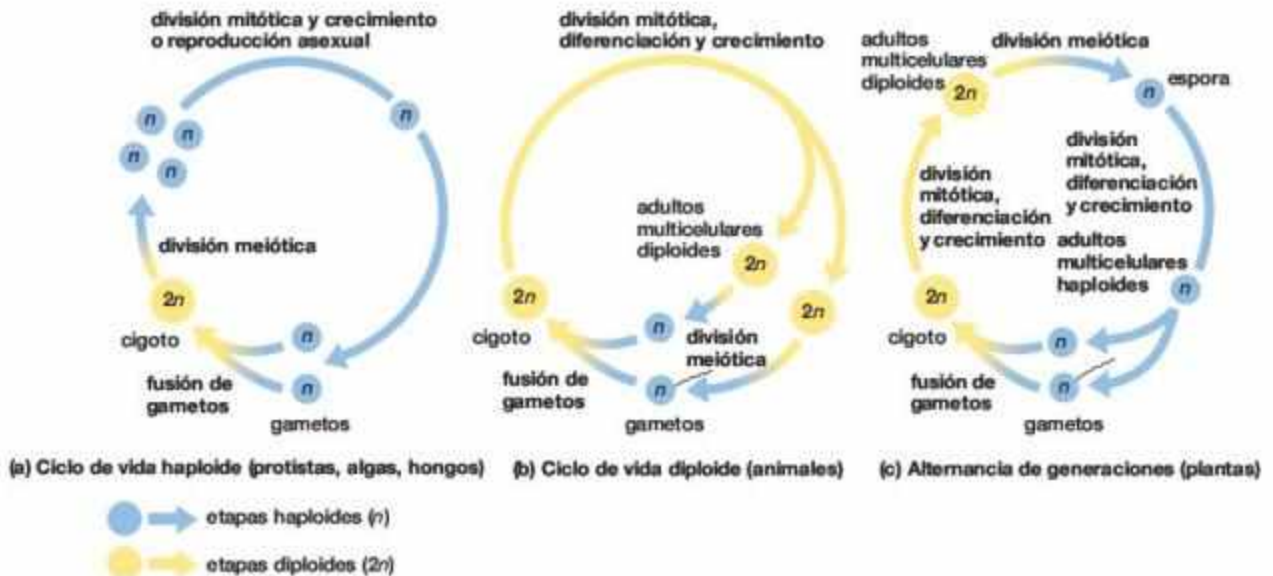 división mitótica y crecimiento
o reproducción asexual
n
n
n
n
n
división meiótica
2n
cigoto
n
fusión de
gametos
n
gametos
(a) Ciclo de vida haploide (protistas, algas, hongos)
división mitótica,
diferenciación y crecimiento
adultos
multicelulares
diploides
2n
2n
2n
cigoto
n
división
meiótica
fusión de
gametos
n
gametos
(b) Ciclo de vida diploide (animales)
adultos
multicelulares
diploides
2n
división meiótica
n
espora
división
mitótica,
diferenciación
y crecimiento
división
mitótica,
diferenciación
y crecimiento
adultos
multicelulares
haploides
n
2n
cigoto
n
fusión de
gametos
n
gametos
(c) Alternancia de generaciones (plantas)
etapas haploides (n)
etapas diploides (2n)